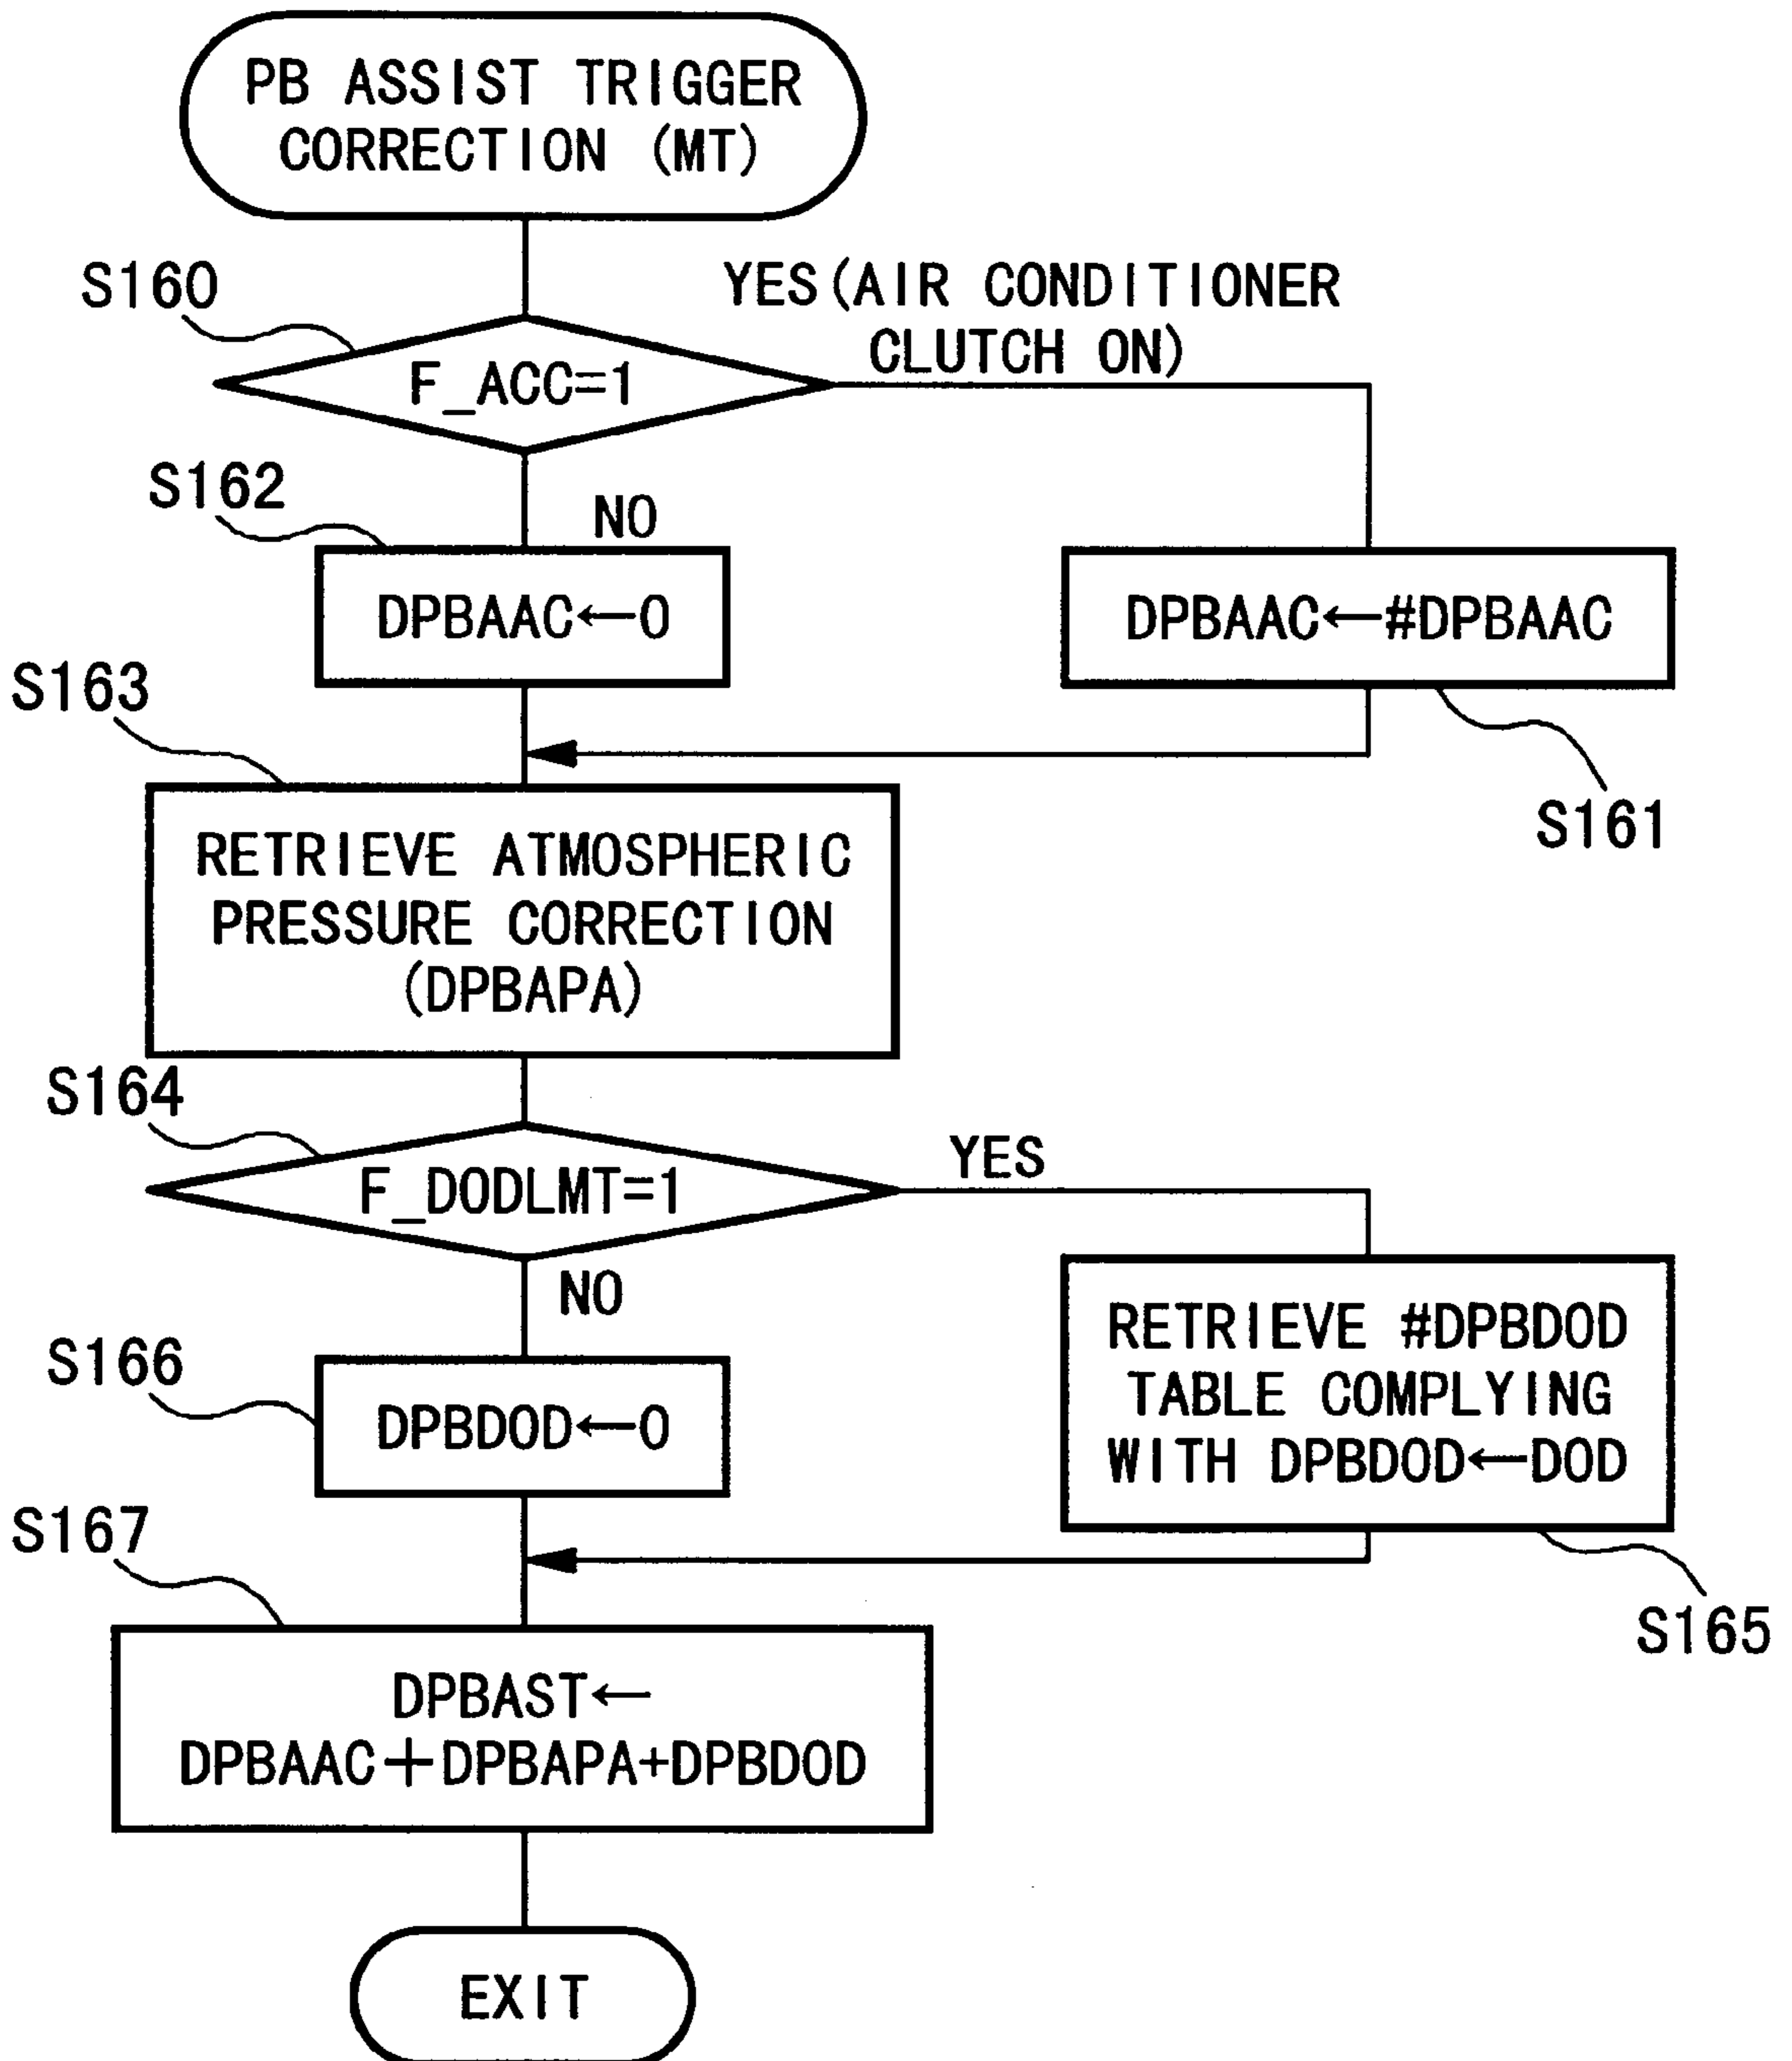 PB ASSIST TRIGGER
CORRECTION (MT)
S160
YES(AIR CONDITIONER
CLUTCH ON)
F_ACC=1
S162
NO
DPBAAC←0
DPBAAC←#DPBAAC
S161
S163
RETRIEVE ATMOSPHERIC
PRESSURE CORRECTION
(DPBAPA)
S164
F_DODLMT=1
YES
NO
RETRIEVE #DPBDOD
TABLE COMPLYING
WITH DPBDOD←DOD
S165
S166
DPBDOD←0
S167
DPBAST←
DPBAAC+DPBAPA+DPBDOD
EXIT